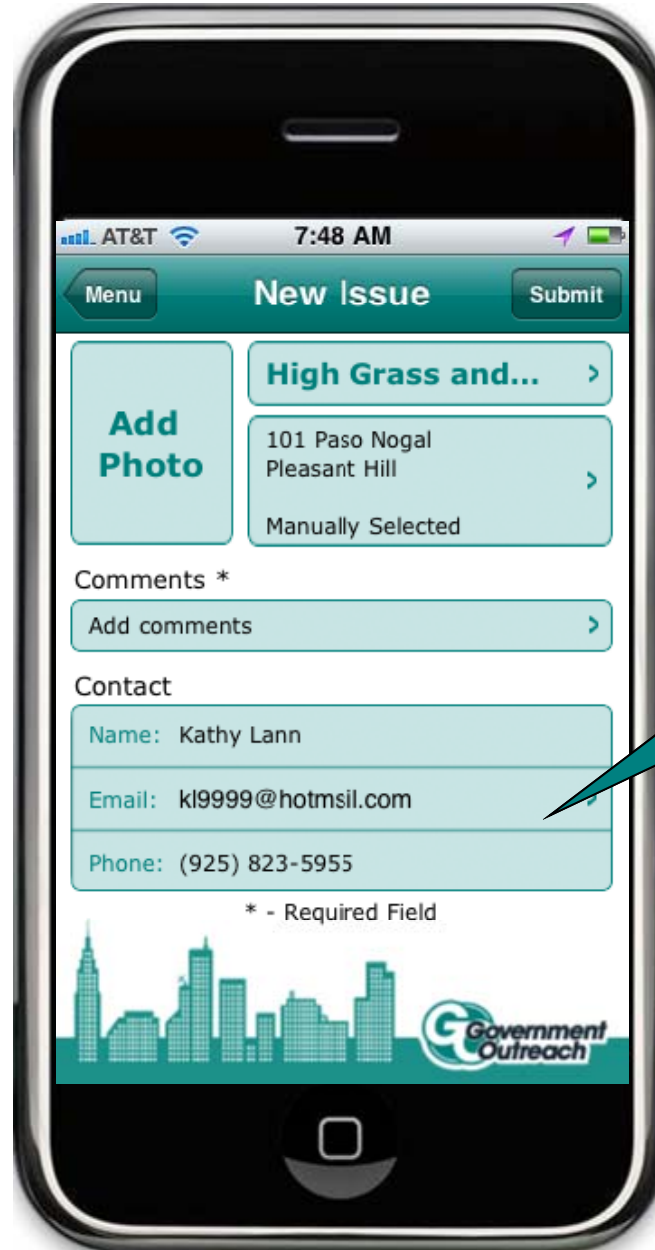 AT&T 7:48 AM
Menu New Issue Submit
Add
Photo
High Grass and... >
101 Paso Nogal
Pleasant Hill
Manually Selected >
Comments *
Add comments >
Contact
Name: Kathy Lann
Email: kl9999@hotmsil.com
Phone: (925) 823-5955
* - Required Field
GO Government
Outreach